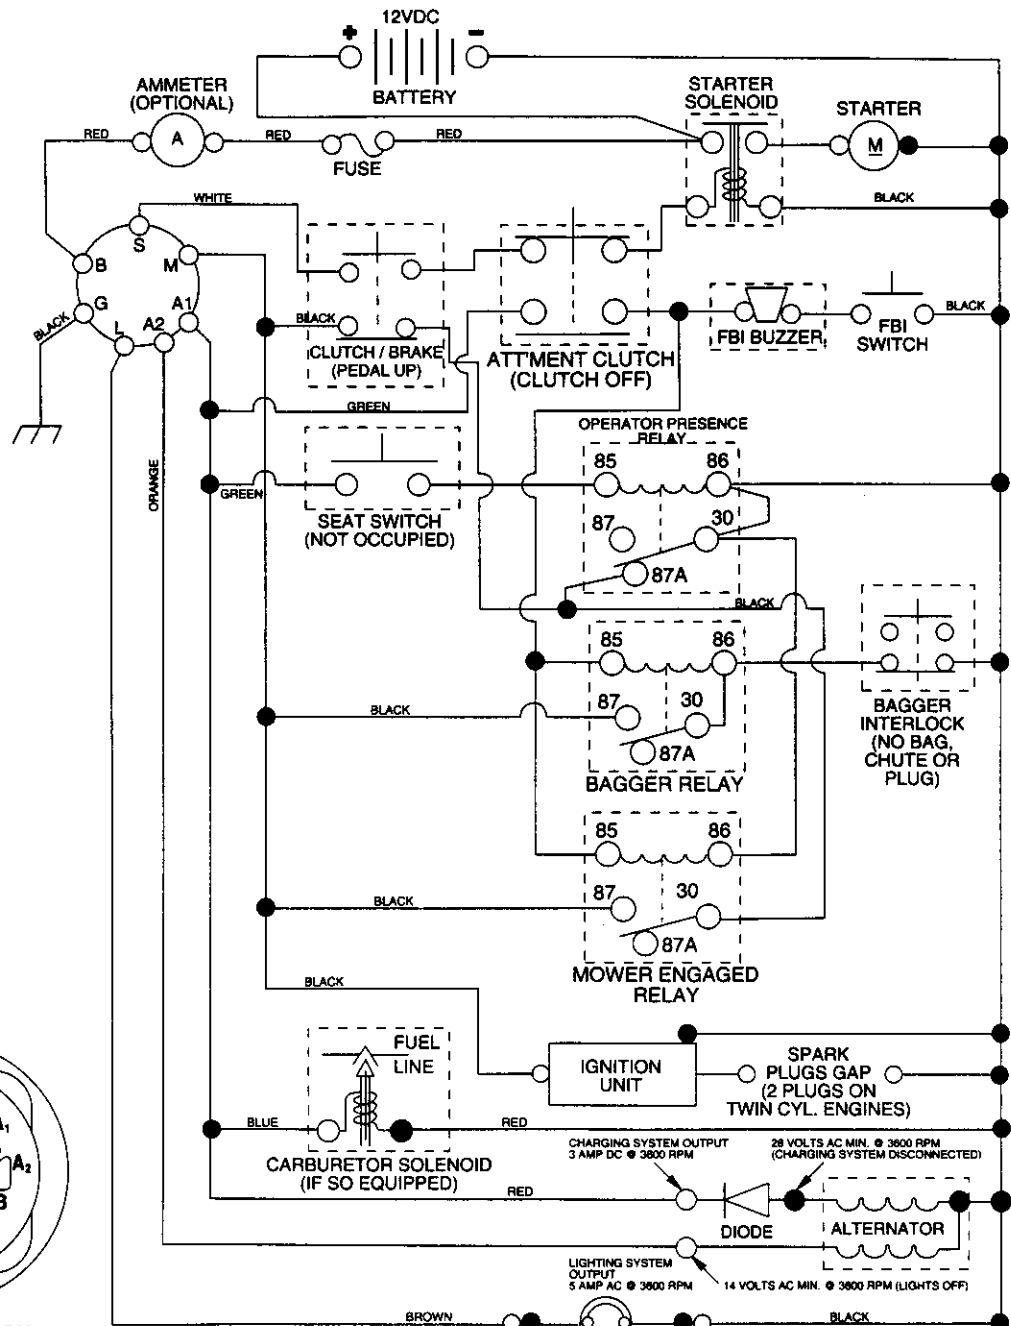 12VDC
+ -
BATTERY
AMMETER
(OPTIONAL)
STARTER
SOLENOID
STARTER
RED
A
RED
RED
FUSE
M
WHITE
BLACK
S
B
M
G
A1
L
A2
BLACK
BLACK
CLUTCH / BRAKE
(PEDAL UP)
ATT'MENT CLUTCH
(CLUTCH OFF)
FBI BUZZER
FBI
SWITCH
BLACK
GREEN
OPERATOR PRESENCE
RELAY
85
86
ORANGE
GREEN
SEAT SWITCH
(NOT OCCUPIED)
87
30
87A
BLACK
85
86
BLACK
87
30
87A
BAGGER RELAY
BAGGER
INTERLOCK
(NO BAG,
CHUTE OR
PLUG)
85
86
BLACK
87
30
87A
MOWER ENGAGED
RELAY
BLACK
FUEL
LINE
IGNITION
UNIT
SPARK
PLUGS GAP
(2 PLUGS ON
TWIN CYL. ENGINES)
BLUE
RED
CARBURETOR SOLENOID
(IF SO EQUIPPED)
CHARGING SYSTEM OUTPUT
3 AMP DC @ 3600 RPM
28 VOLTS AC MIN. @ 3600 RPM
(CHARGING SYSTEM DISCONNECTED)
RED
DIODE
ALTERNATOR
LIGHTING SYSTEM
OUTPUT
5 AMP AC @ 3600 RPM
14 VOLTS AC MIN. @ 3600 RPM (LIGHTS OFF)
BROWN
BLACK
A₂